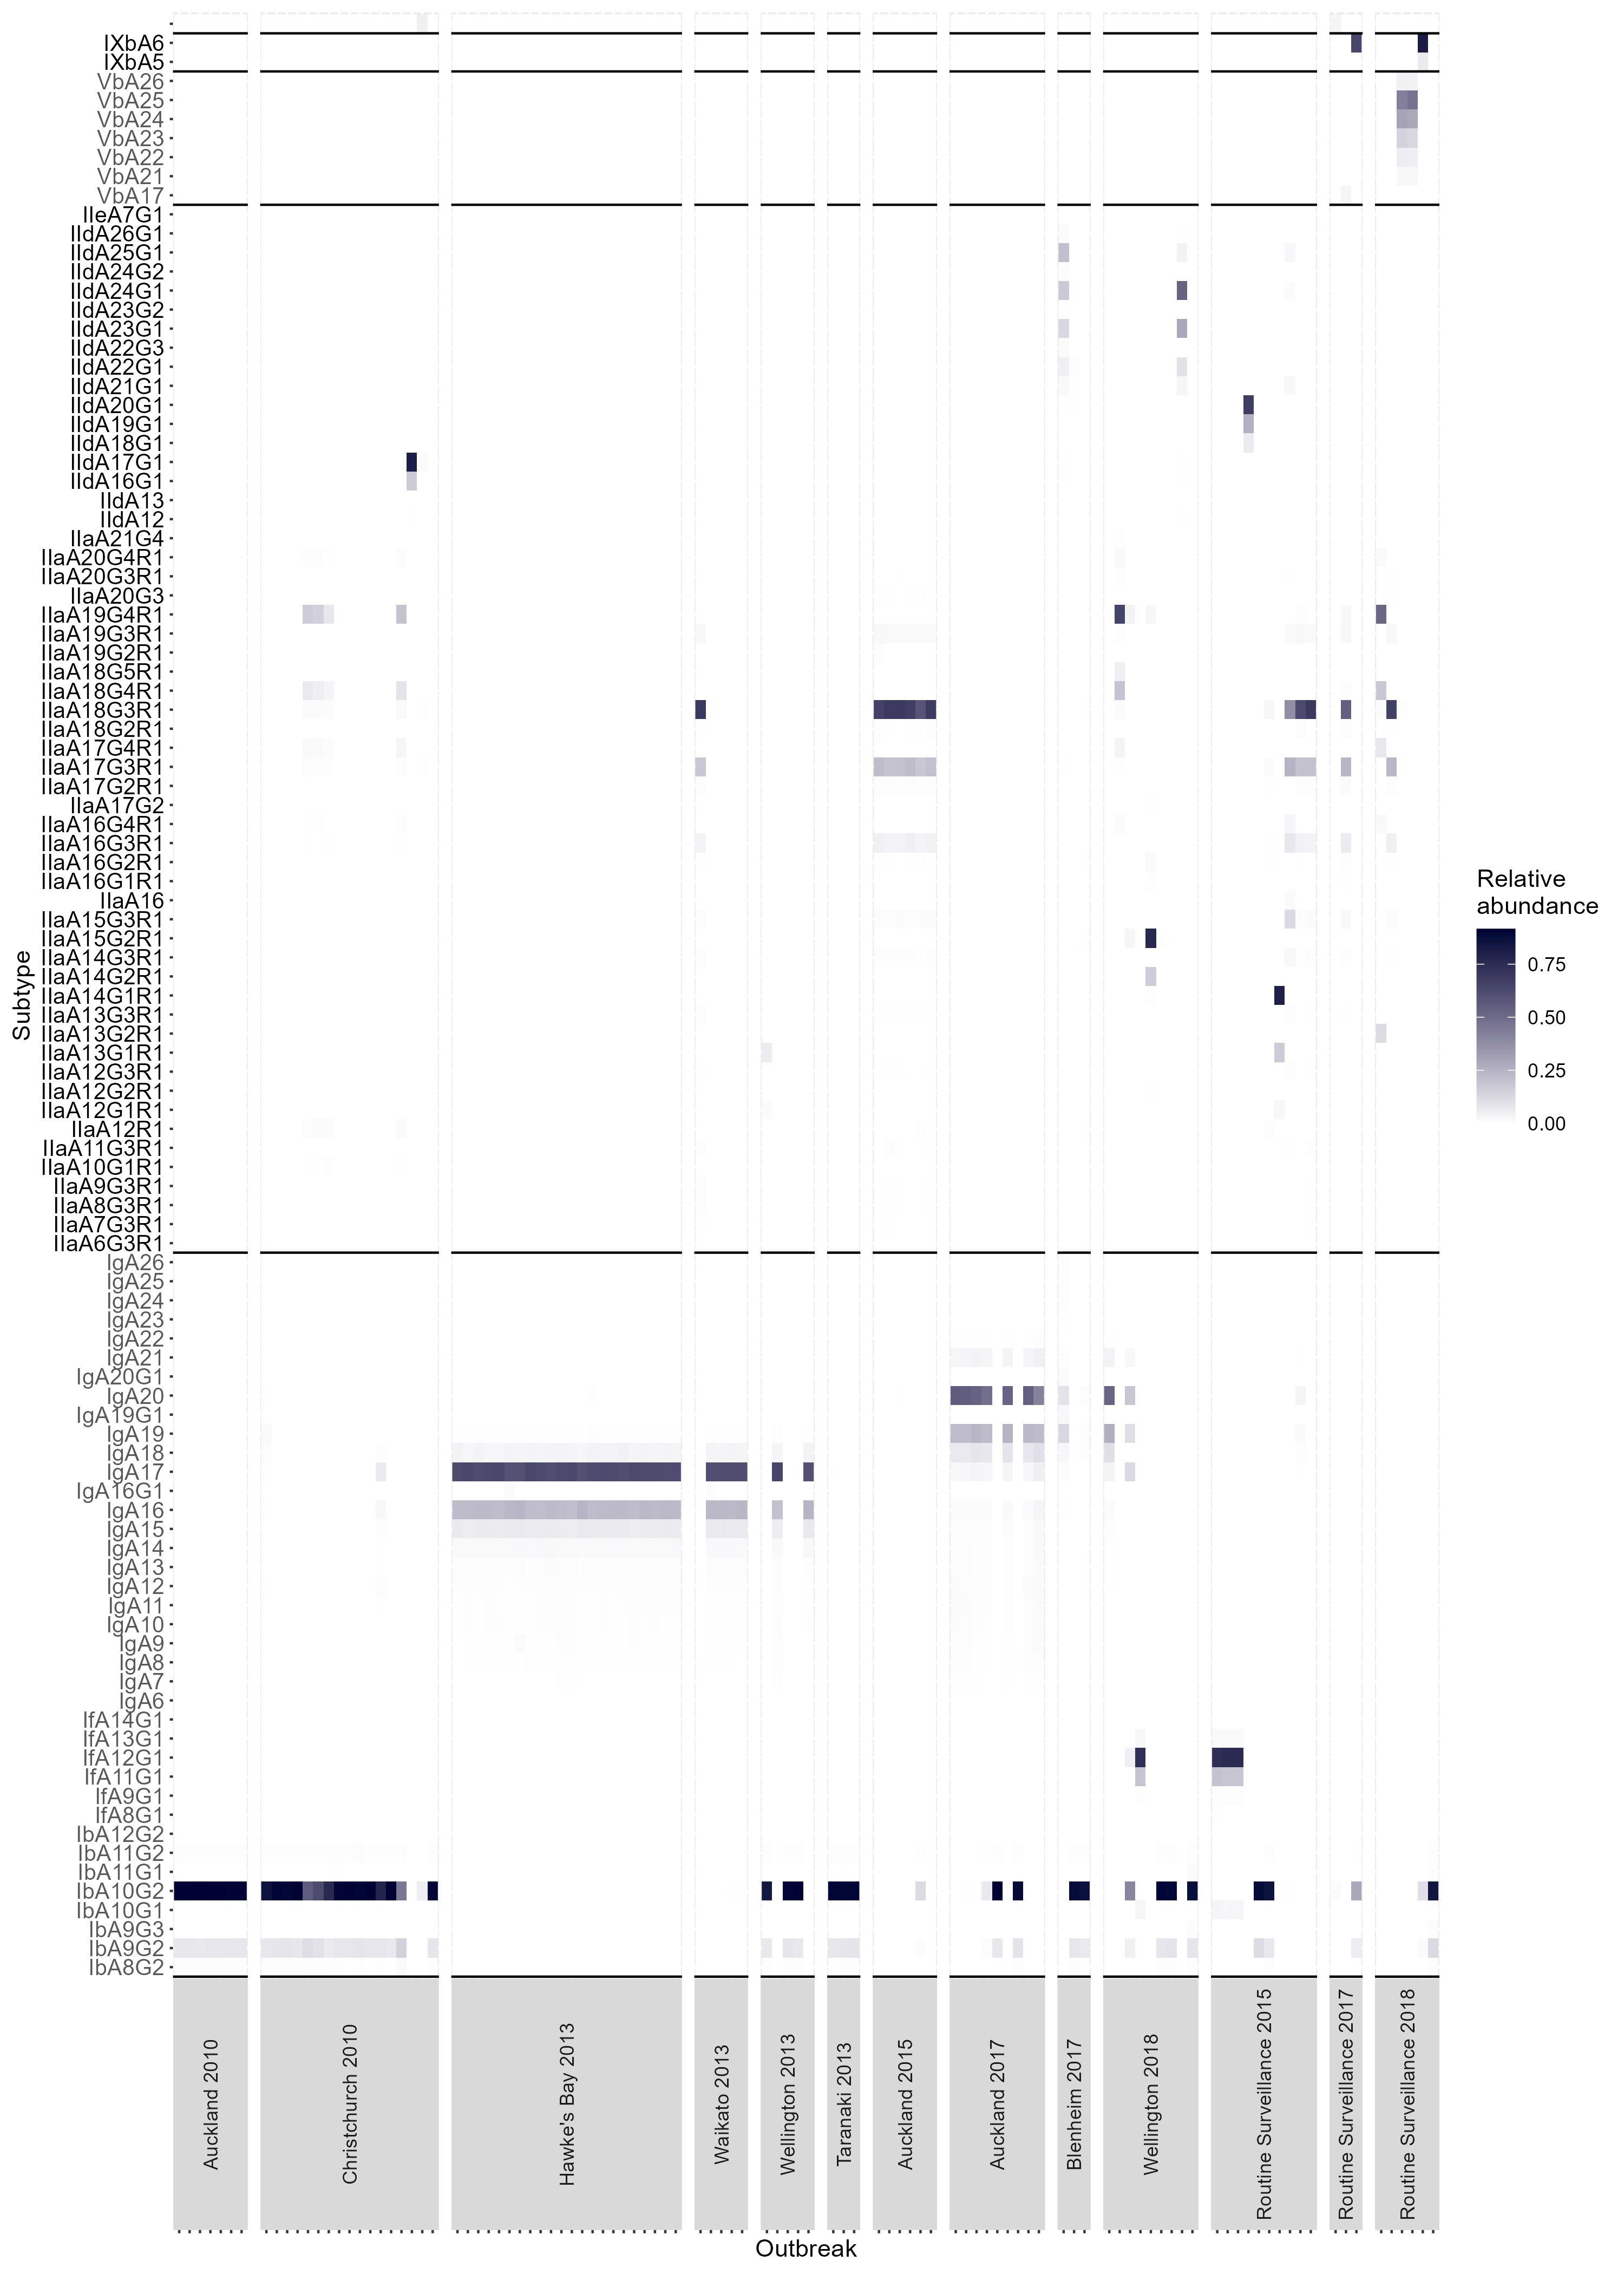 IXbA6
IXbA5
VbA26
VbA25
VbA24
VbA23
VbA22
VbA21
VbA17
IIeA7G1
IIdA26G1
IIdA25G1
IIdA24G2
IIdA24G1
IIdA23G2
IIdA23G1
IIdA22G3
IIdA22G1
IIdA21G1
IIdA20G1
IIdA19G1
IIdA18G1
IIdA17G1
IIdA16G1
IIdA13
IIdA12
IIaA21G4
IIaA20G4R1
IIaA20G3R1
IIaA20G3
IIaA19G4R1
IIaA19G3R1
IIaA19G2R1
IIaA18G5R1
IIaA18G4R1
IIaA18G3R1
IIaA18G2R1
IIaA17G4R1
IIaA17G3R1
IIaA17G2R1
IIaA17G2
IIaA16G4R1
IIaA16G3R1
IIaA16G2R1
IIaA16G1R1
IIaA16
IIaA15G3R1
IIaA15G2R1
IIaA14G3R1
IIaA14G2R1
IIaA14G1R1
IIaA13G3R1
IIaA13G2R1
IIaA13G1R1
IIaA12G3R1
IIaA12G2R1
IIaA12G1R1
IIaA12R1
IIaA11G3R1
IIaA10G1R1
IIaA9G3R1
IIaA8G3R1
IIaA7G3R1
IIaA6G3R1
IgA26
IgA25
IgA24
IgA23
IgA22
IgA21
IgA20G1
IgA20
IgA19G1
IgA19
IgA18
IgA17
IgA16G1
IgA16
IgA15
IgA14
IgA13
IgA12
IgA11
IgA10
IgA9
IgA8
IgA7
IgA6
IfA14G1
IfA13G1
IfA12G1
IfA11G1
IfA9G1
IfA8G1
IbA12G2
IbA11G2
IbA11G1
IbA10G2
IbA10G1
IbA9G3
IbA9G2
IbA8G2
Subtype
Auckland 2010
Christchurch 2010
Hawke's Bay 2013
Waikato 2013
Wellington 2013
Taranaki 2013
Auckland 2015
Auckland 2017
Blenheim 2017
Wellington 2018
Routine Surveillance 2015
Routine Surveillance 2017
Routine Surveillance 2018
Outbreak
Relative
abundance
0.75
0.50
0.25
0.00